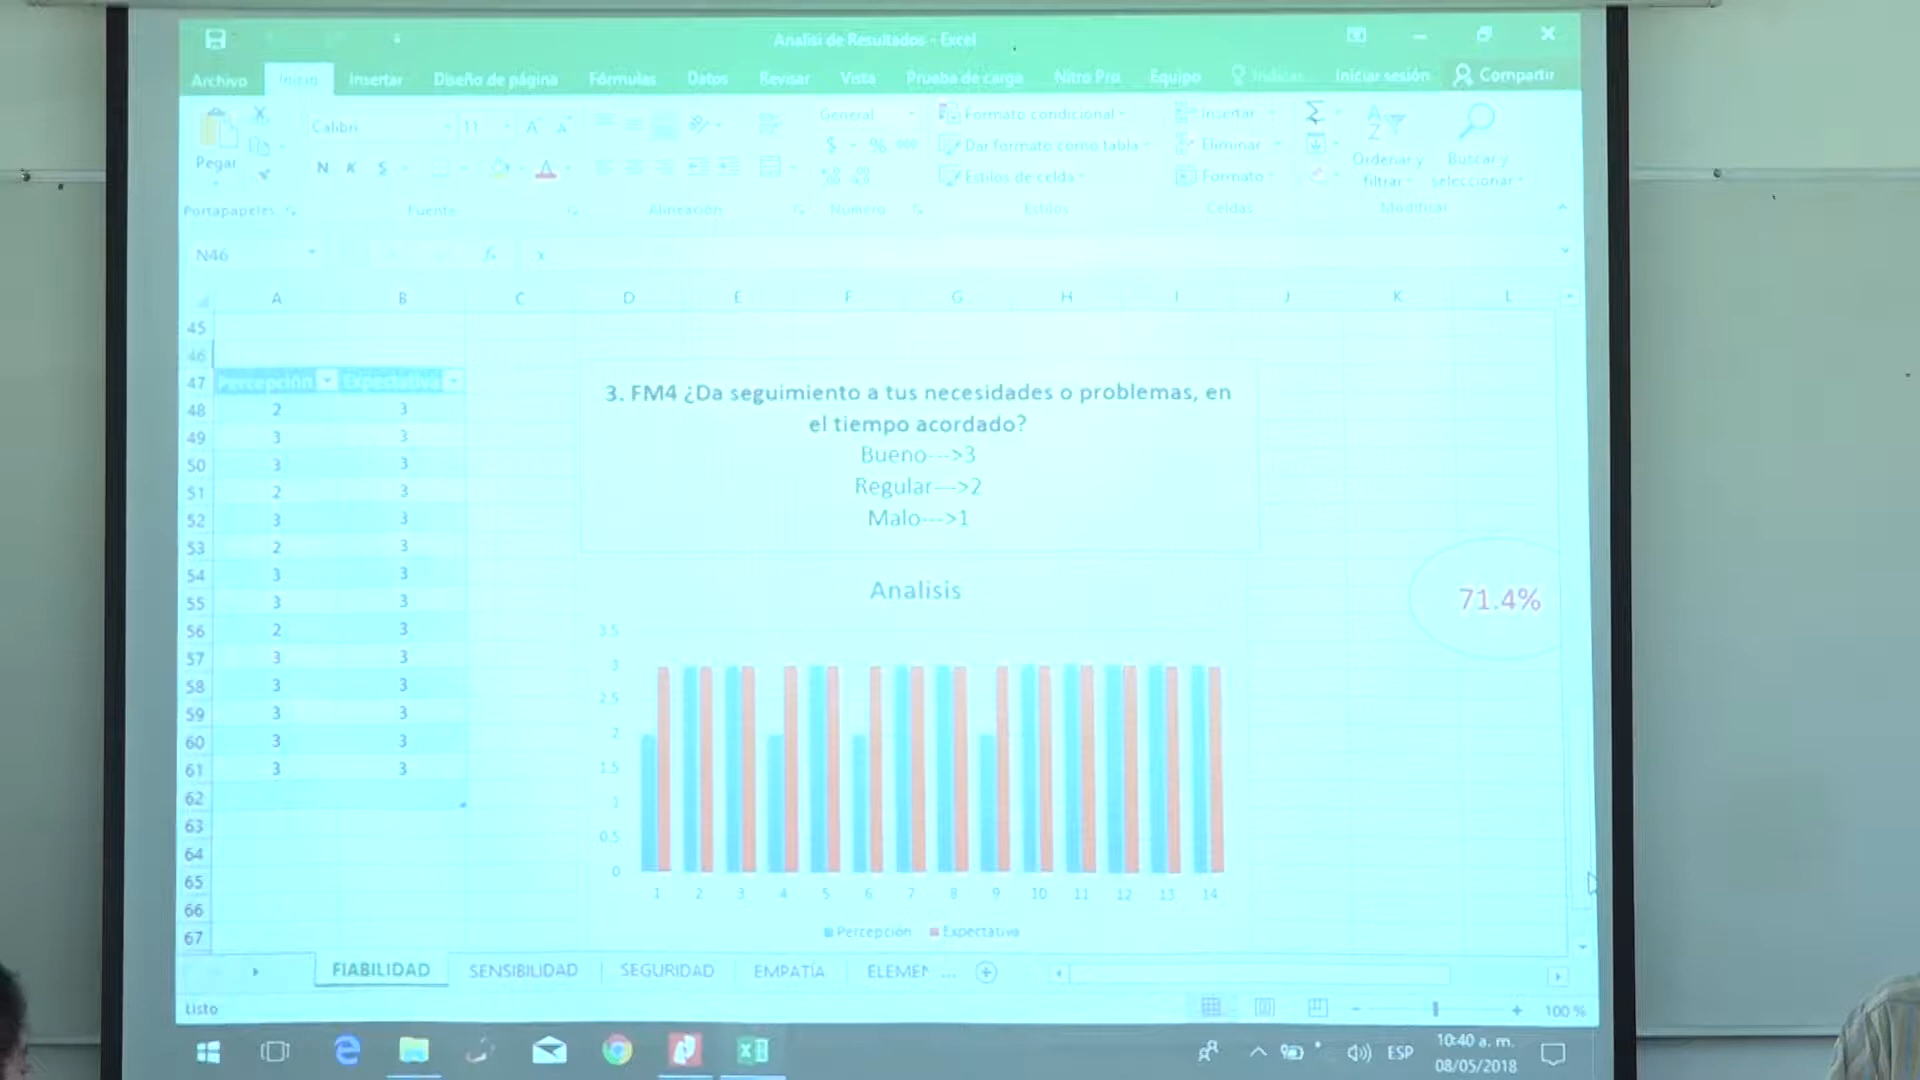 Analisi de Resultados - Excel
Archivo Inicio Insertar Diseño de página Fórmulas Datos Revisar Vista Prueba de carga Nitro Pro Equipo Indicar Iniciar sesión Compartir
Calibri 11 General Formato condicional Insertar
$ % 000 Dar formato como tabla Eliminar
Pegar N K S A Estilos de celda Formato Ordenar y filtrar Buscar y seleccionar
Portapapeles Fuente Alineación Número Estilos Celdas Modificar
N46 fx x
A B C D E F G H I J K L
45
46
47 Percepción Expectativa
48 2 3
49 3 3
50 3 3
51 2 3
52 3 3
53 2 3
54 3 3
55 3 3
56 2 3
57 3 3
58 3 3
59 3 3
60 3 3
61 3 3
62
63
64
65
66
67
3. FM4 ¿Da seguimiento a tus necesidades o problemas, en
el tiempo acordado?
Bueno--->3
Regular--->2
Malo--->1
71.4%
Analisis
3.5
3
2.5
2
1.5
1
0.5
0
1 2 3 4 5 6 7 8 9 10 11 12 13 14
Percepción Expectativa
FIABILIDAD SENSIBILIDAD SEGURIDAD EMPATÍA ELEMEN ...
Listo 100 %
ESP 10:40 a. m.
08/05/2018